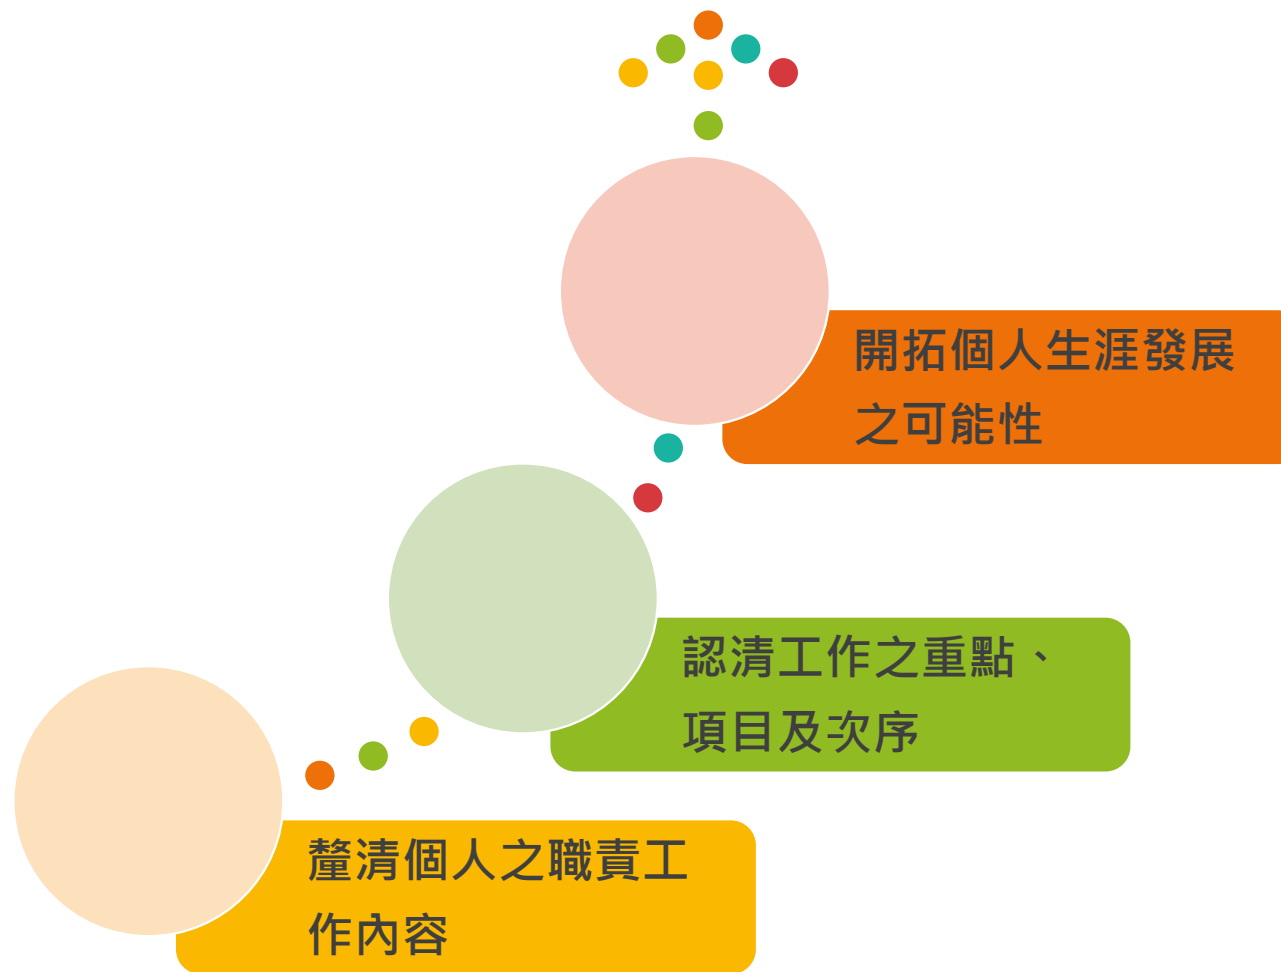 開拓個人生涯發展
之可能性
認清工作之重點、
項目及次序
釐清個人之職責工
作內容